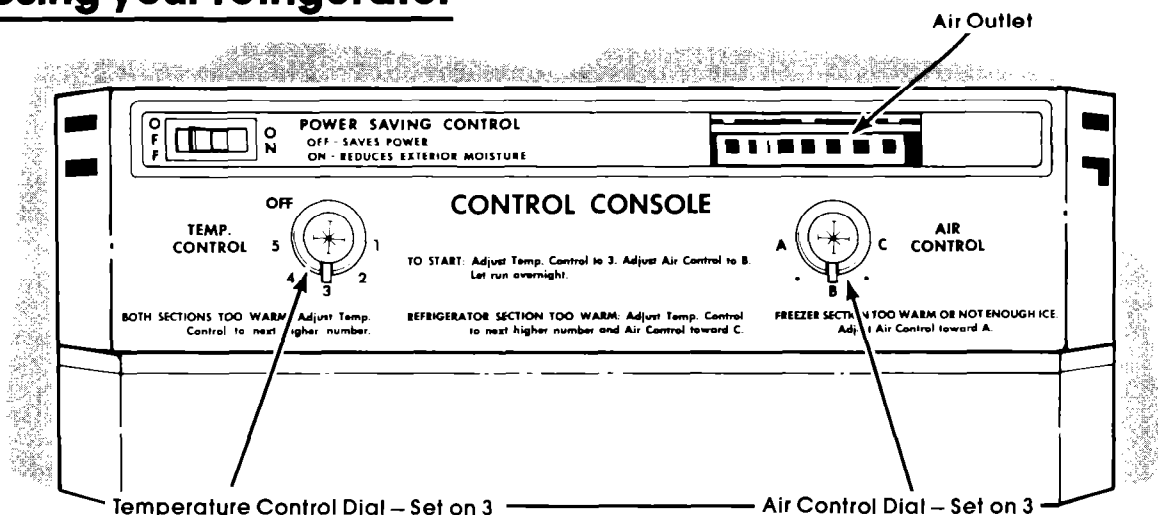 using your refrigerator
Air Outlet
OFF
ON
POWER SAVING CONTROL
OFF - SAVES POWER
ON - REDUCES EXTERIOR MOISTURE
CONTROL CONSOLE
TEMP.
CONTROL
OFF
5
4
3
2
1
TO START: Adjust Temp. Control to 3. Adjust Air Control to B.
Let run overnight.
A
B
C
AIR
CONTROL
BOTH SECTIONS TOO WARM: Adjust Temp.
Control to next higher number.
REFRIGERATOR SECTION TOO WARM: Adjust Temp. Control
to next higher number and Air Control toward C.
FREEZER SECTION TOO WARM OR NOT ENOUGH ICE.
Adjust Air Control toward A.
Temperature Control Dial – Set on 3
Air Control Dial – Set on 3